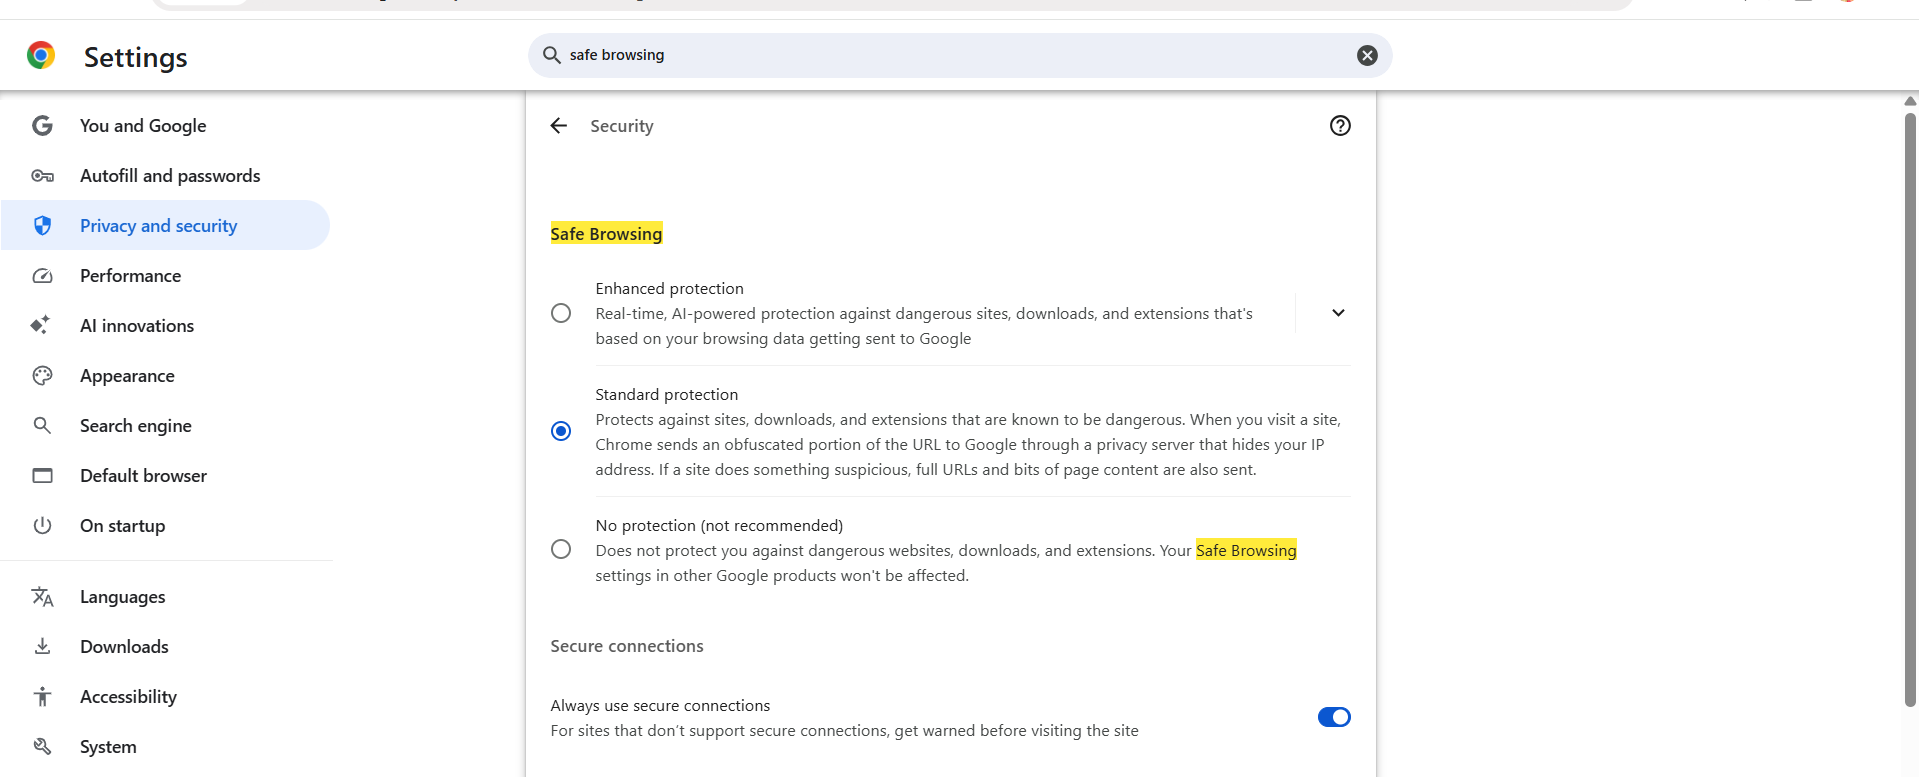 Settings
safe browsing
You and Google
Autofill and passwords
Privacy and security
Performance
AI innovations
Appearance
Search engine
Default browser
On startup
Languages
Downloads
Accessibility
System
Security
Safe Browsing
Enhanced protection
Real-time, AI-powered protection against dangerous sites, downloads, and extensions that's
based on your browsing data getting sent to Google
Standard protection
Protects against sites, downloads, and extensions that are known to be dangerous. When you visit a site,
Chrome sends an obfuscated portion of the URL to Google through a privacy server that hides your IP
address. If a site does something suspicious, full URLs and bits of page content are also sent.
No protection (not recommended)
Does not protect you against dangerous websites, downloads, and extensions. Your Safe Browsing
settings in other Google products won't be affected.
Secure connections
Always use secure connections
For sites that don’t support secure connections, get warned before visiting the site